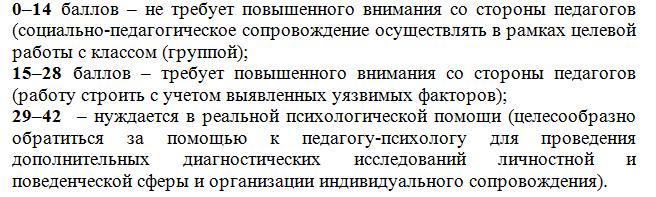 0–14 баллов – не требует повышенного внимания со стороны педагогов
(социально-педагогическое сопровождение осуществлять в рамках целевой
работы с классом (группой);
15–28 баллов – требует повышенного внимания со стороны педагогов
(работу строить с учетом выявленных уязвимых факторов);
29–42 – нуждается в реальной психологической помощи (целесообразно
обратиться за помощью к педагогу-психологу для проведения
дополнительных диагностических исследований личностной и
поведенческой сферы и организации индивидуального сопровождения).